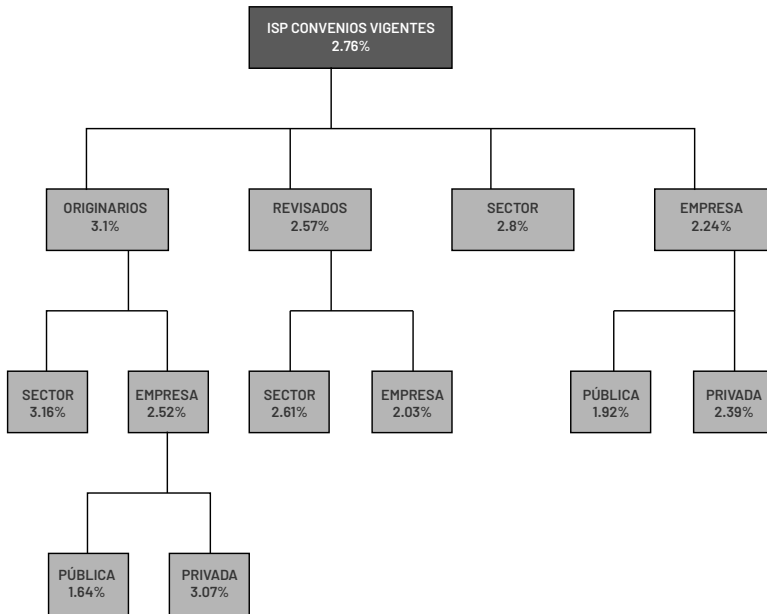 ISP CONVENIOS VIGENTES
2.76%
ORIGINARIOS
3.1%
REVISADOS
2.57%
SECTOR
2.8%
EMPRESA
2.24%
SECTOR
3.16%
EMPRESA
2.52%
SECTOR
2.61%
EMPRESA
2.03%
PÚBLICA
1.92%
PRIVADA
2.39%
PÚBLICA
1.64%
PRIVADA
3.07%